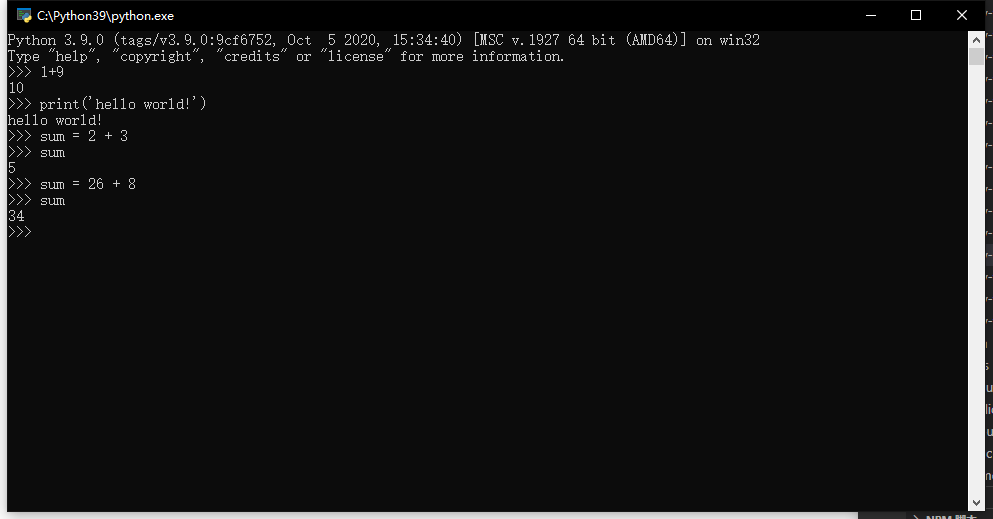 C:\Python39\python.exe
Python 3.9.0 (tags/v3.9.0:9cf6752, Oct  5 2020, 15:34:40) [MSC v.1927 64 bit (AMD64)] on win32
Type "help", "copyright", "credits" or "license" for more information.
>>> 1+9
10
>>> print('hello world!')
hello world!
>>> sum = 2 + 3
>>> sum
5
>>> sum = 26 + 8
>>> sum
34
>>>